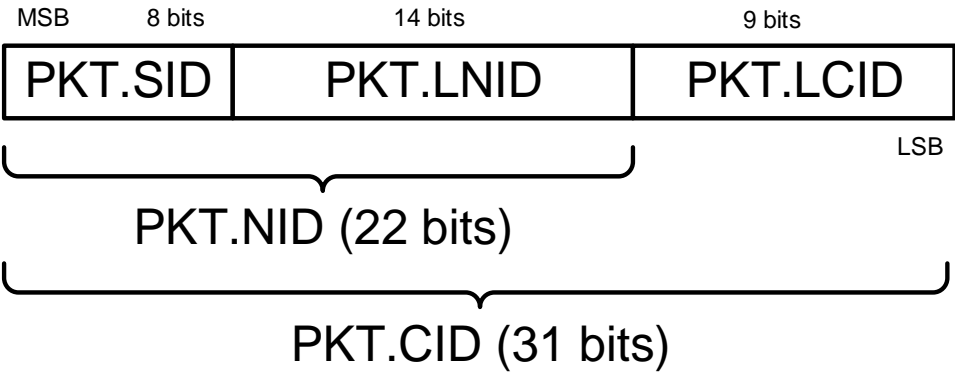 MSB 8 bits 14 bits 9 bits
PKT.SID PKT.LNID PKT.LCID
LSB
PKT.NID (22 bits)
PKT.CID (31 bits)